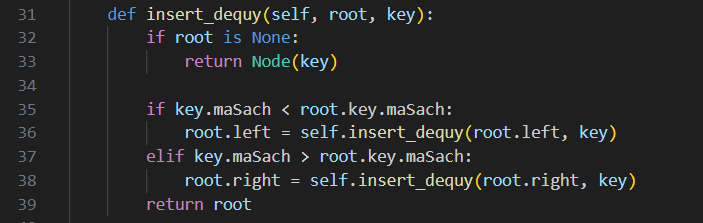 31 def insert_dequy(self, root, key):
32 if root is None:
33 return Node(key)
34
35 if key.maSach < root.key.maSach:
36 root.left = self.insert_dequy(root.left, key)
37 elif key.maSach > root.key.maSach:
38 root.right = self.insert_dequy(root.right, key)
39 return root